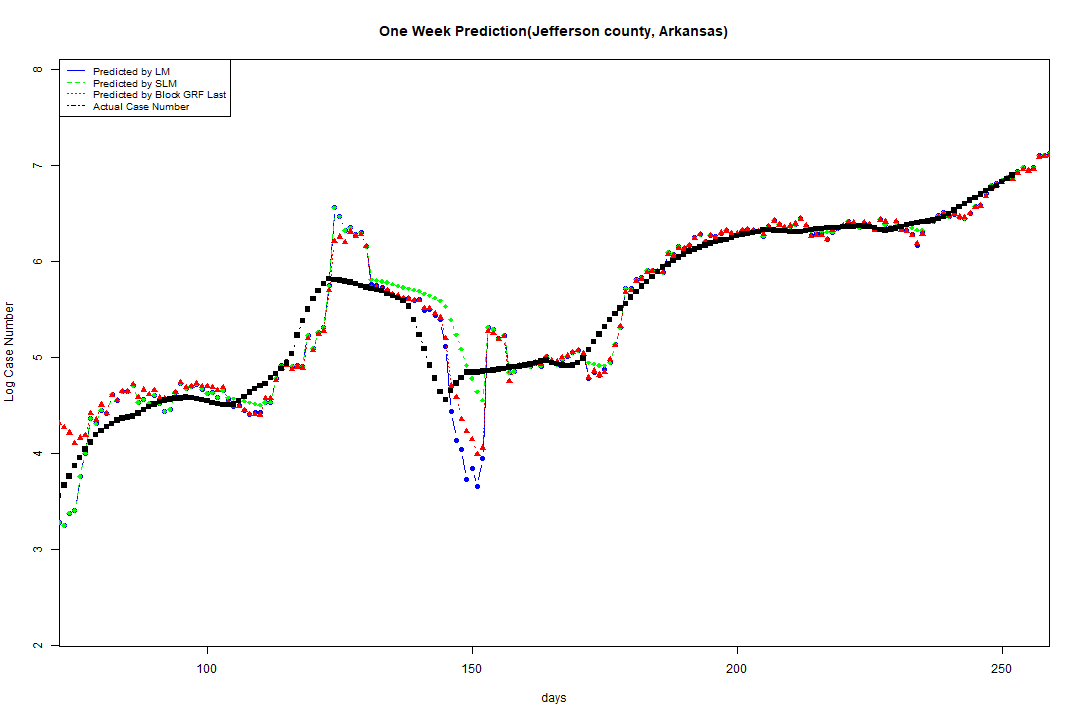 One Week Prediction(Jefferson county, Arkansas)
Predicted by LM
Predicted by SLM
Predicted by Block GRF Last
Actual Case Number
8
7
6
5
4
3
2
Log Case Number
100 150 200 250
days